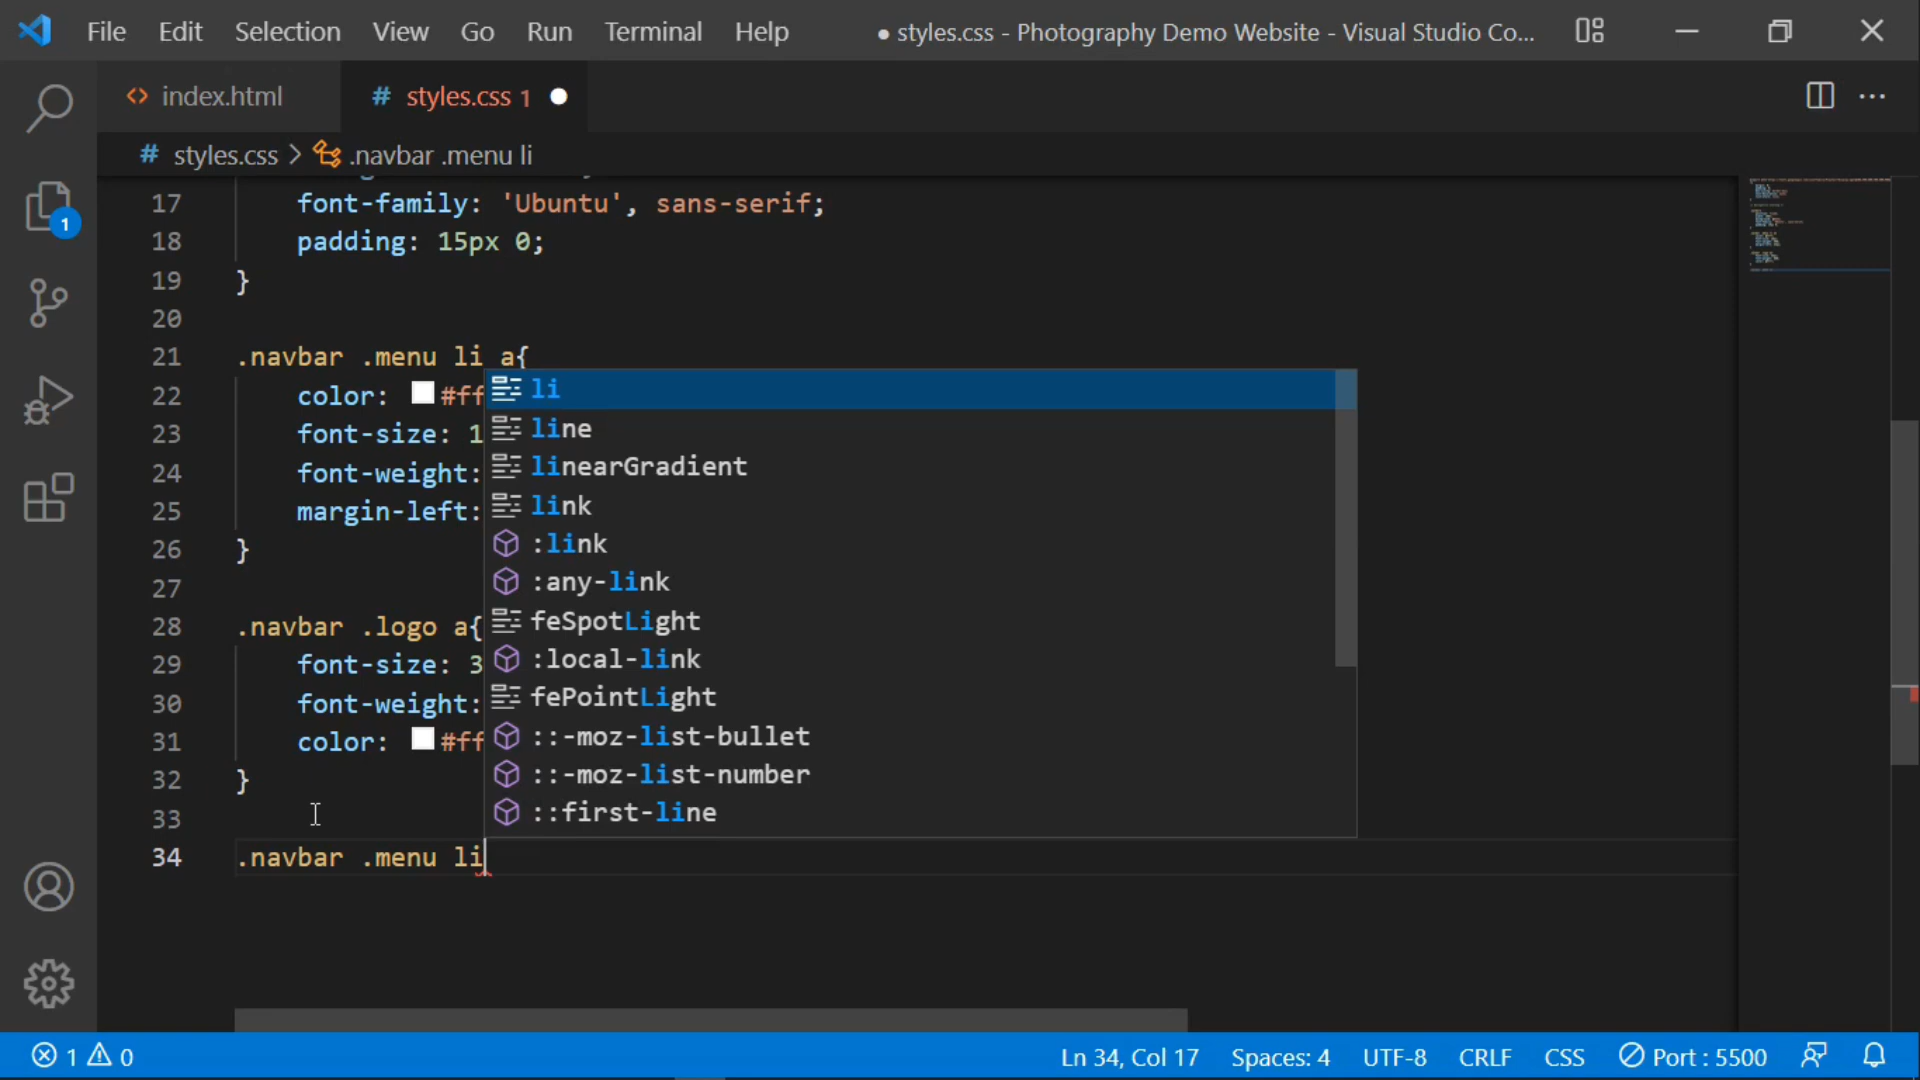 File Edit Selection View Go Run Terminal Help ● styles.css - Photography Demo Website - Visual Studio Co...
<> index.html # styles.css 1 ●
# styles.css > .navbar .menu li
17 font-family: 'Ubuntu', sans-serif;
18 padding: 15px 0;
19 }
20
21 .navbar .menu li a{
22 color: #ff
23 font-size: 1
24 font-weight:
25 margin-left:
26 }
27
28 .navbar .logo a{
29 font-size: 3
30 font-weight:
31 color: #ff
32 }
33
34 .navbar .menu li
li
line
linearGradient
link
:link
:any-link
feSpotLight
:local-link
fePointLight
::-moz-list-bullet
::-moz-list-number
::first-line
1
1 0 Ln 34, Col 17 Spaces: 4 UTF-8 CRLF CSS Port : 5500